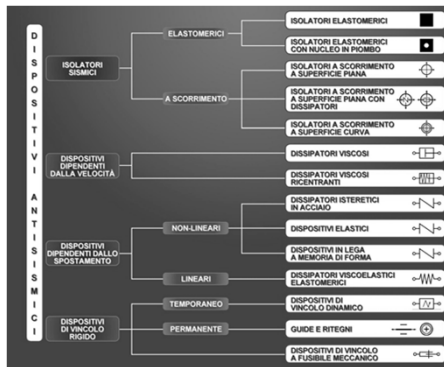 DISPOSITIVI ANTISISMICI
ISOLATORI
SISMICI
ELASTOMERICI
ISOLATORI ELASTOMERICI
ISOLATORI ELASTOMERICI
CON NUCLEO IN PIOMBO
A SCORRIMENTO
ISOLATORI A SCORRIMENTO
A SUPERFICIE PIANA
ISOLATORI A SCORRIMENTO
A SUPERFICIE PIANA CON
DISSIPATORI
ISOLATORI A SCORRIMENTO
A SUPERFICIE CURVA
DISPOSITIVI
DIPENDENTI
DALLA VELOCITÀ
DISSIPATORI VISCOSI
DISSIPATORI VISCOSI
RICENTRANTI
DISPOSITIVI
DIPENDENTI DALLO
SPOSTAMENTO
NON-LINEARI
DISSIPATORI ISTERETICI
IN ACCIAIO
DISPOSITIVI ELASTICI
DISPOSITIVI IN LEGA
A MEMORIA DI FORMA
LINEARI
DISSIPATORI VISCOELASTICI
ELASTOMERICI
DISPOSITIVI
DI VINCOLO
RIGIDO
TEMPORANEO
DISPOSITIVI DI
VINCOLO DINAMICO
PERMANENTE
GUIDE E RITEGNI
DISPOSITIVI DI VINCOLO
A FUSIBILE MECCANICO